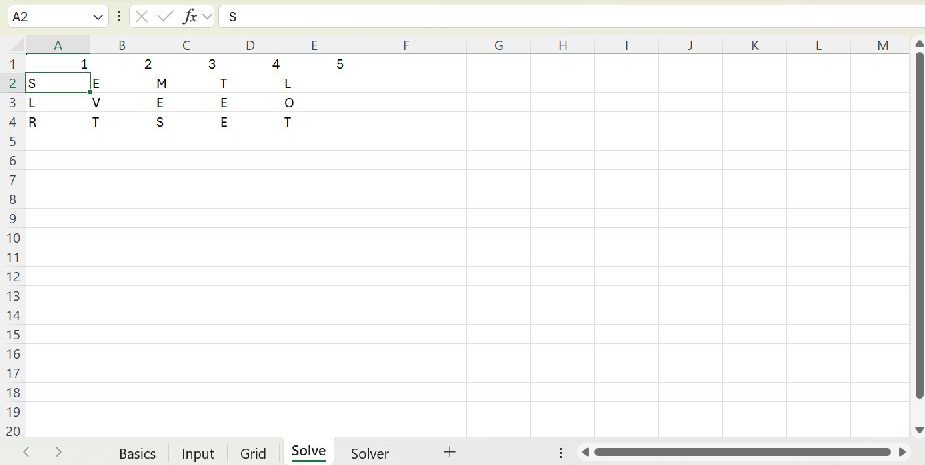 A2 fx S
A B C D E F G H I J K L M
1 1 2 3 4 5
2 S E M T L
3 L V E E O
4 R T S E T
5
6
7
8
9
10
11
12
13
14
15
16
17
18
19
20
Basics Input Grid Solve Solver